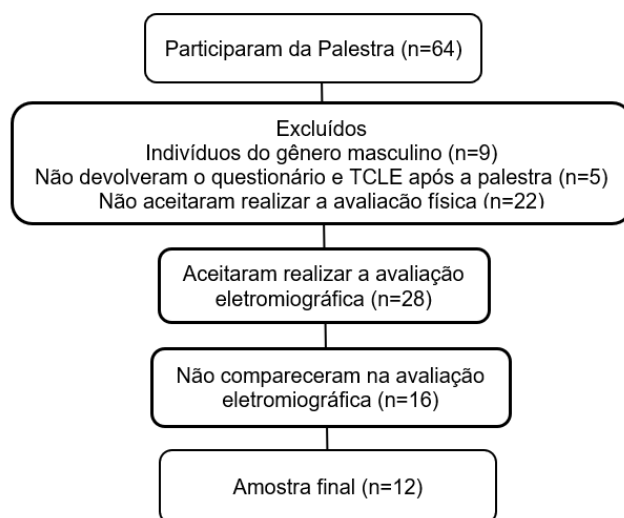 Participaram da Palestra (n=64)
Excluídos
Indivíduos do gênero masculino (n=9)
Não devolveram o questionário e TCLE após a palestra (n=5)
Não aceitaram realizar a avaliação física (n=22)
Aceitaram realizar a avaliação
eletromiográfica (n=28)
Não compareceram na avaliação
eletromiográfica (n=16)
Amostra final (n=12)